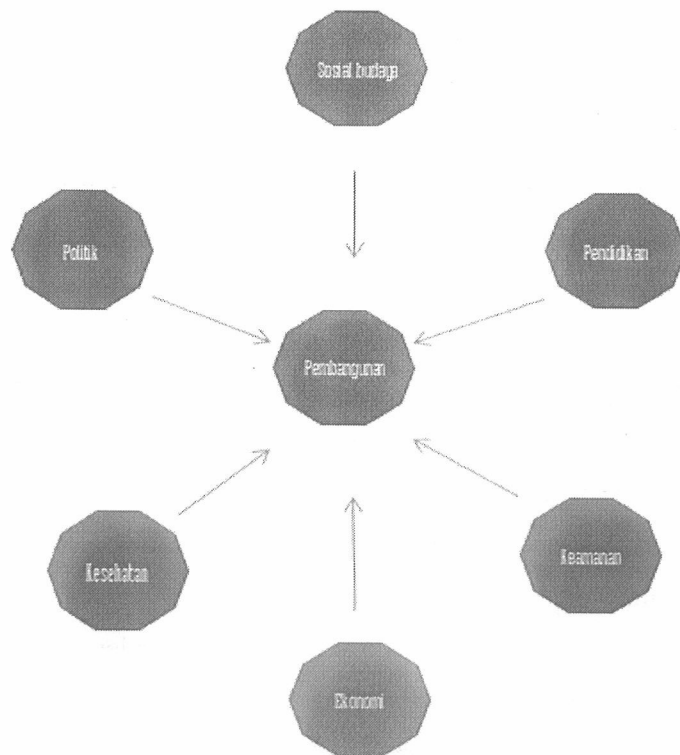 Sosial budaya
Politik
Pendidikan
Pembangunan
Kesehatan
Keamanan
Ekonomi